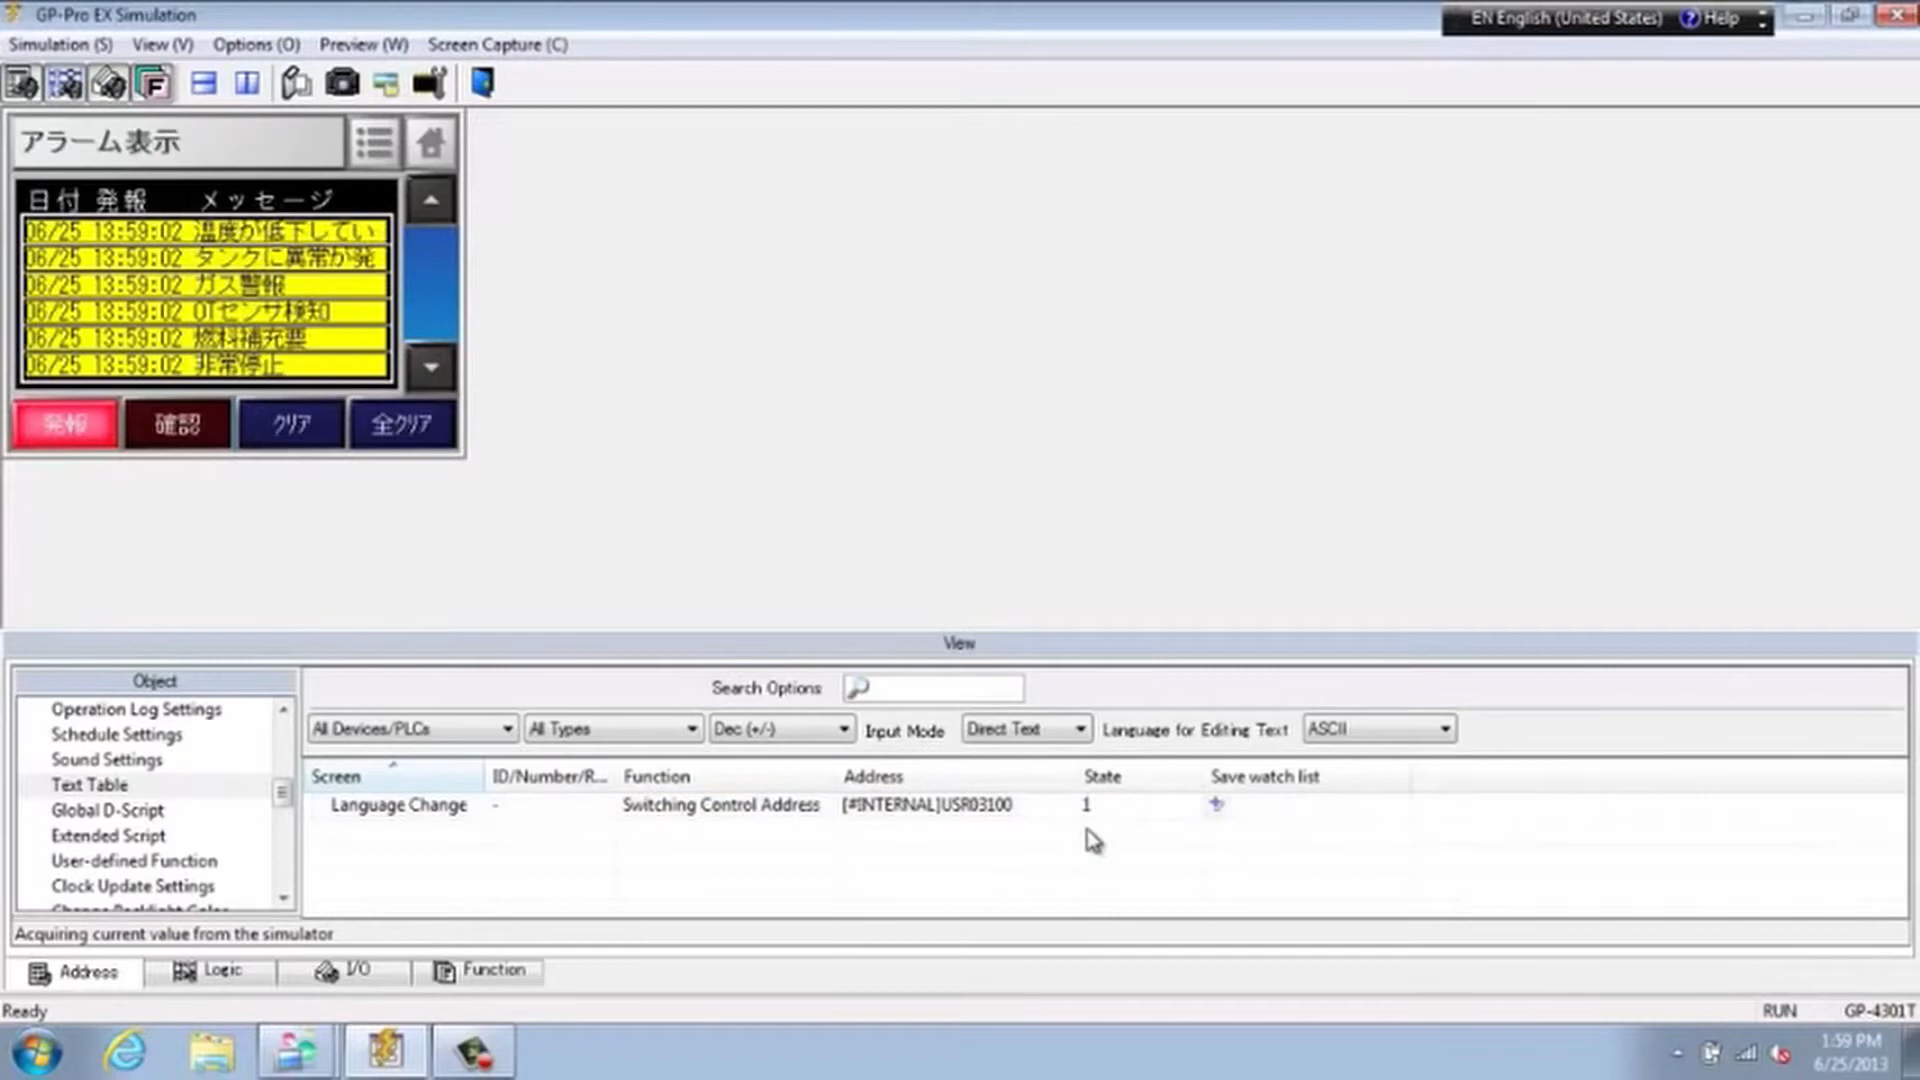 GP-Pro EX Simulation
EN English (United States) Help
Simulation (S) View (V) Options (O) Preview (W) Screen Capture (C)
アラーム表示
日付 発報 メッセージ
06/25 13:59:02 温度が低下してい
06/25 13:59:02 タンクに異常が発
06/25 13:59:02 ガス警報
06/25 13:59:02 OTセンサ検知
06/25 13:59:02 燃料補充要
06/25 13:59:02 非常停止
発報 確認 クリア 全クリア
View
Object
Operation Log Settings
Schedule Settings
Sound Settings
Text Table
Global D-Script
Extended Script
User-defined Function
Clock Update Settings
Search Options
All Devices/PLCs All Types Dec (+/-) Input Mode Direct Text Language for Editing Text ASCII
Screen ID/Number/R... Function Address State Save watch list
Language Change - Switching Control Address [#INTERNAL]USR03100 1
Acquiring current value from the simulator
Address Logic I/O Function
Ready RUN GP-4301T
1:59 PM
6/25/2013